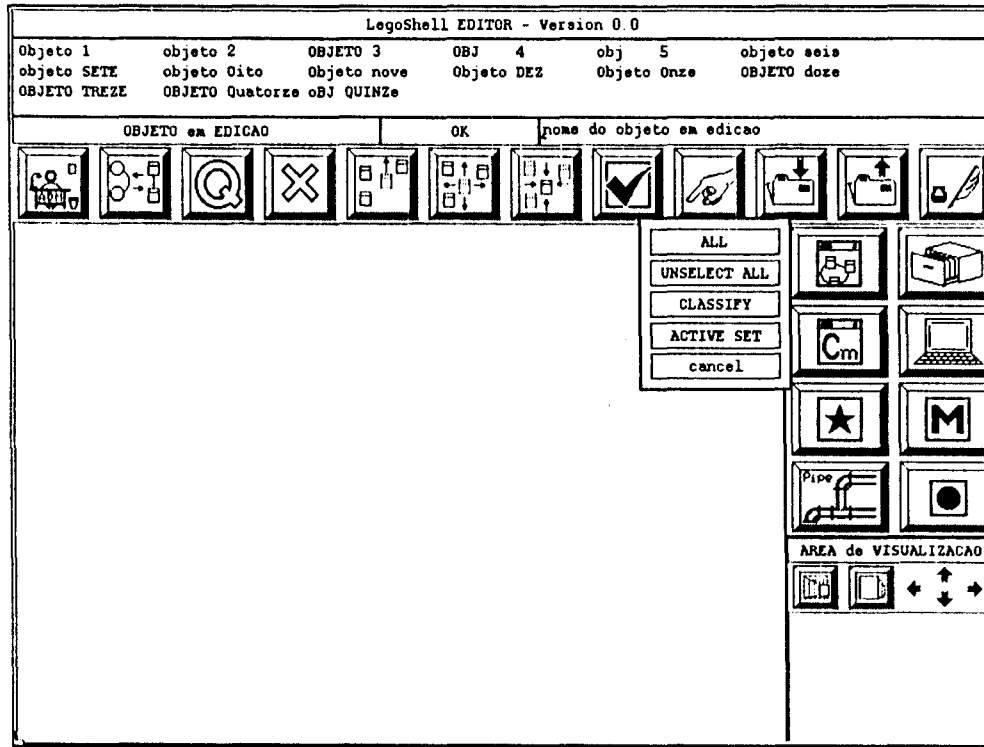 LegoShell EDITOR - Version 0.0
Objeto 1 objeto 2 OBJETO 3 OBJ 4 obj 5 objeto seis
objeto SETE objeto Oito Objeto nove Objeto DEZ Objeto Onze OBJETO doze
OBJETO TREZE OBJETO Quatorze oBJ QUINZe
OBJETO em EDICAO OK nome do objeto em edicao
Q
ALL
UNSELECT ALL
CLASSIFY
ACTIVE SET
cancel
Cm
M
Pipe
AREA de VISUALIZACAO